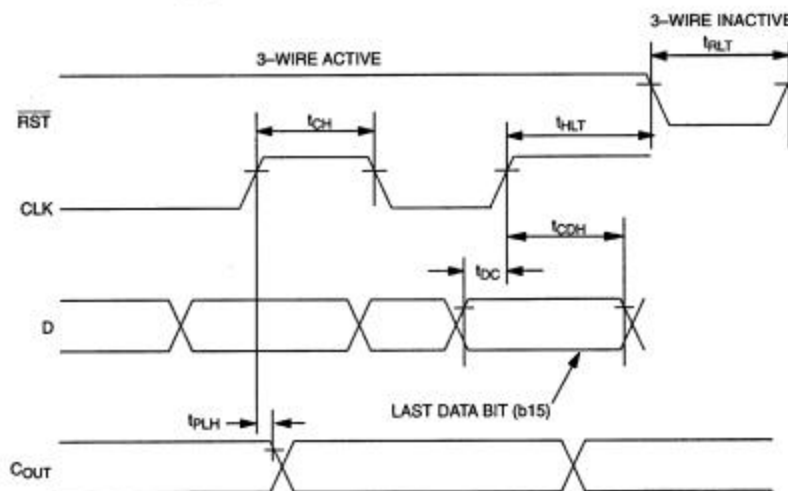 3–WIRE INACTIVE
tRLT
3–WIRE ACTIVE
RST
tCH
tHLT
CLK
tCDH
tDC
D
LAST DATA BIT (b15)
tPLH
COUT